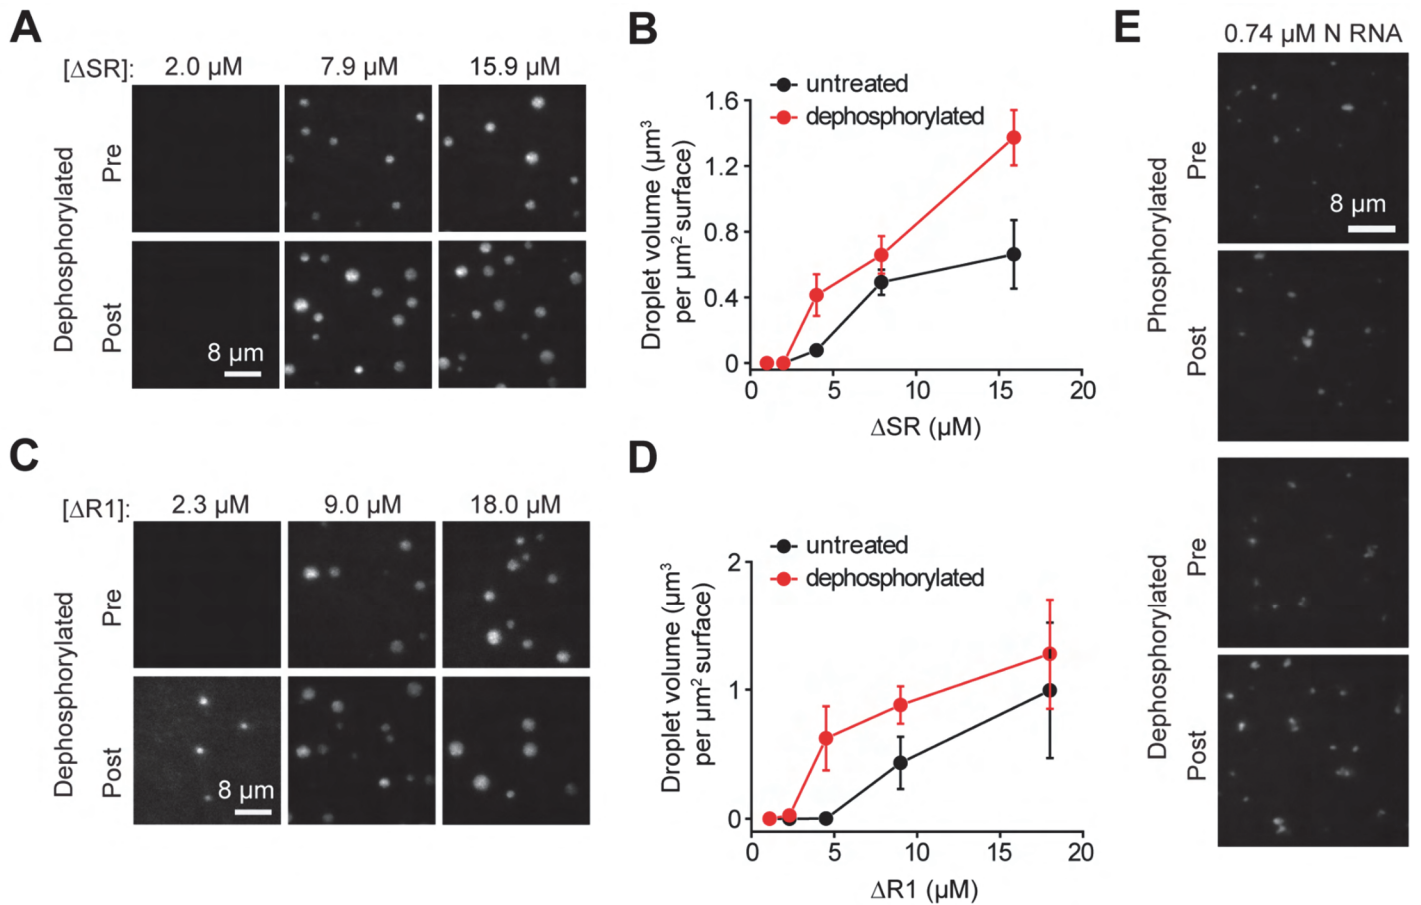 A
[ΔSR]: 2.0 µM 7.9 µM 15.9 µM
Dephosphorylated
Pre
Post
8 µm
B
untreated
dephosphorylated
Droplet volume (µm³
per µm² surface)
1.6
1.2
0.8
0.4
0
0 5 10 15 20
ΔSR (µM)
C
[ΔR1]: 2.3 µM 9.0 µM 18.0 µM
Dephosphorylated
Pre
Post
8 µm
D
untreated
dephosphorylated
Droplet volume (µm³
per µm² surface)
2
1
0
0 5 10 15 20
ΔR1 (µM)
E
0.74 µM N RNA
Phosphorylated
Pre
8 µm
Post
Dephosphorylated
Pre
Post